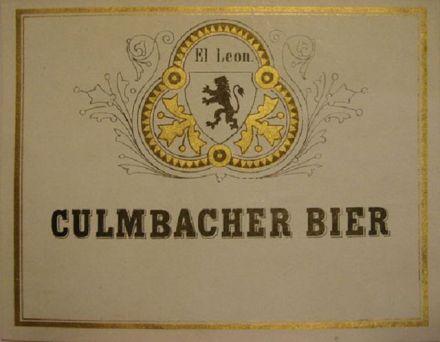 El Leon.
CULMBACHER BIER